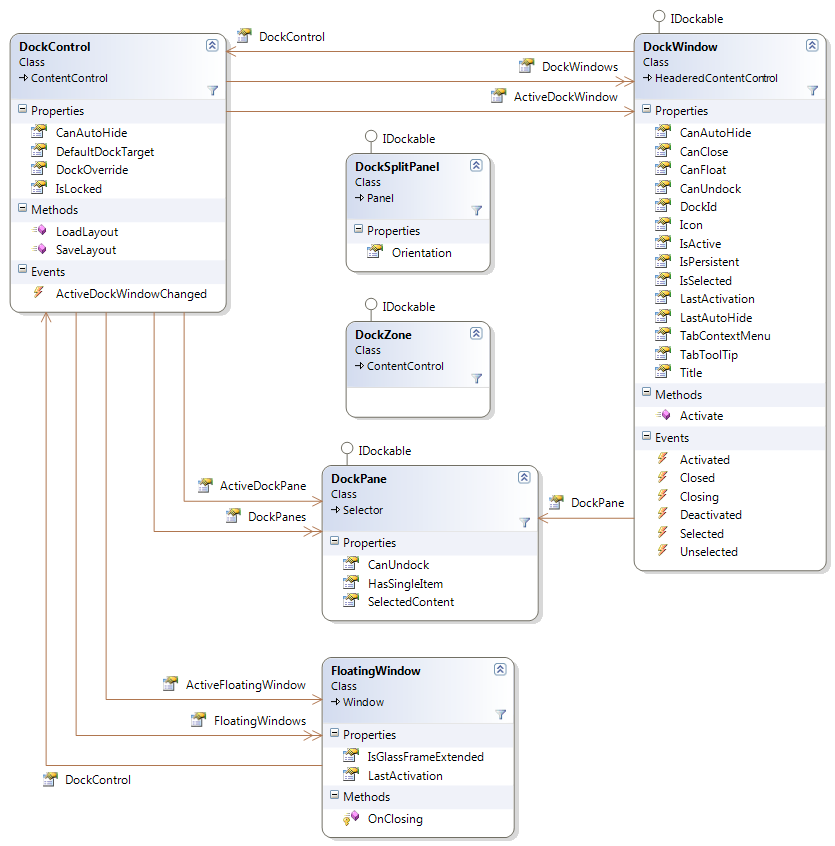 IDockable
DockControl
Class
ContentControl
Properties
CanAutoHide
DefaultDockTarget
DockOverride
IsLocked
Methods
LoadLayout
SaveLayout
Events
ActiveDockWindowChanged
DockControl
DockWindows
ActiveDockWindow
DockWindow
Class
HeaderedContentControl
Properties
CanAutoHide
CanClose
CanFloat
CanUndock
DockId
Icon
IsActive
IsPersistent
IsSelected
LastActivation
LastAutoHide
TabContextMenu
TabToolTip
Title
Methods
Activate
Events
Activated
Closed
Closing
Deactivated
Selected
Unselected
IDockable
DockSplitPanel
Class
Panel
Properties
Orientation
IDockable
DockZone
Class
ContentControl
IDockable
DockPane
Class
Selector
Properties
CanUndock
HasSingleItem
SelectedContent
ActiveDockPane
DockPanes
DockPane
FloatingWindow
Class
Window
Properties
IsGlassFrameExtended
LastActivation
Methods
OnClosing
ActiveFloatingWindow
FloatingWindows
DockControl